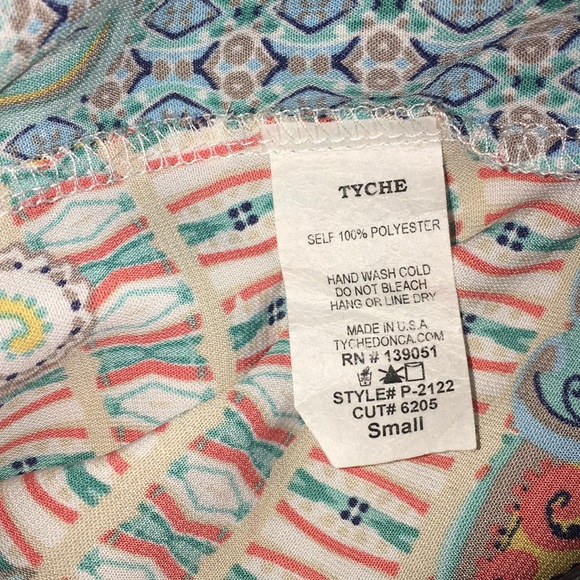 TYCHE
SELF 100% POLYESTER
HAND WASH COLD
DO NOT BLEACH
HANG OR LINE DRY
MADE IN U.S.A
TYCHEDONCA.COM
RN # 139051
STYLE# P-2122
CUT# 6205
Small